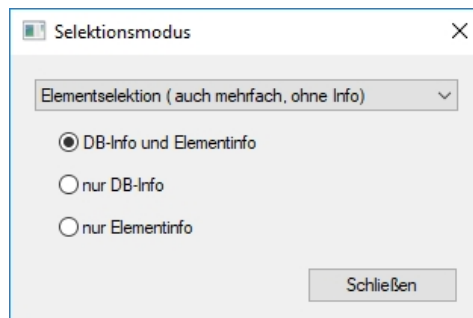 Selektionsmodus
Elementselektion ( auch mehrfach, ohne Info)
DB-Info und Elementinfo
nur DB-Info
nur Elementinfo
Schließen